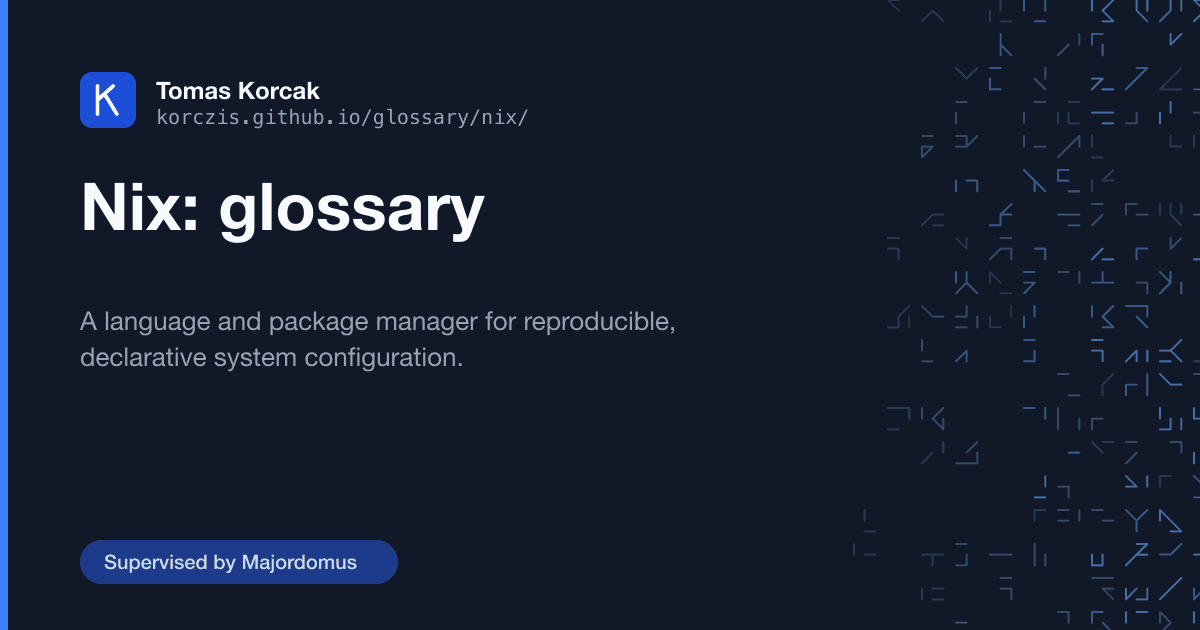 K
Tomas Korcak
korczis.github.io/glossary/nix/
Nix: glossary
A language and package manager for reproducible,
declarative system configuration.
Supervised by Majordomus